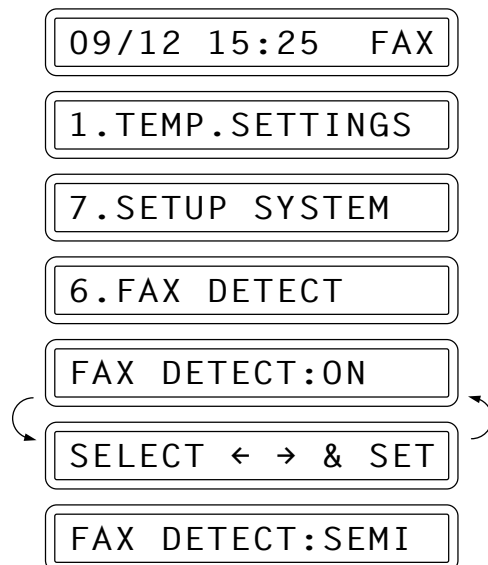 09/12 15:25 FAX
1.TEMP.SETTINGS
7.SETUP SYSTEM
6.FAX DETECT
FAX DETECT:ON
SELECT ← → & SET
FAX DETECT:SEMI